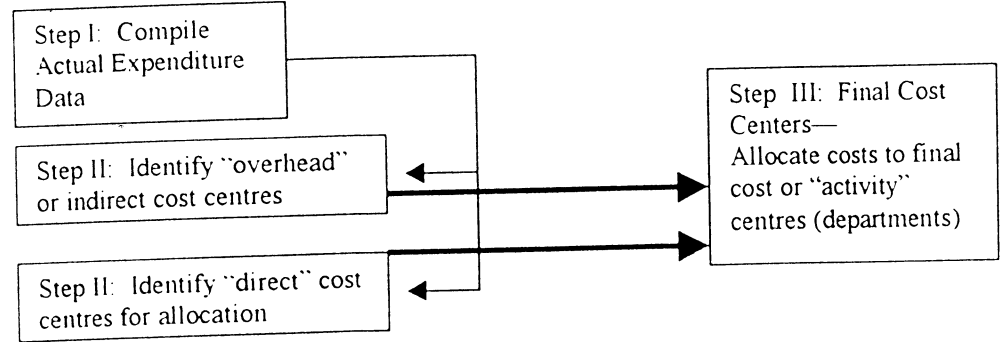 Step I: Compile
Actual Expenditure
Data
Step II: Identify "overhead"
or indirect cost centres
Step II: Identify "direct" cost
centres for allocation
Step III: Final Cost
Centers—
Allocate costs to final
cost or "activity"
centres (departments)